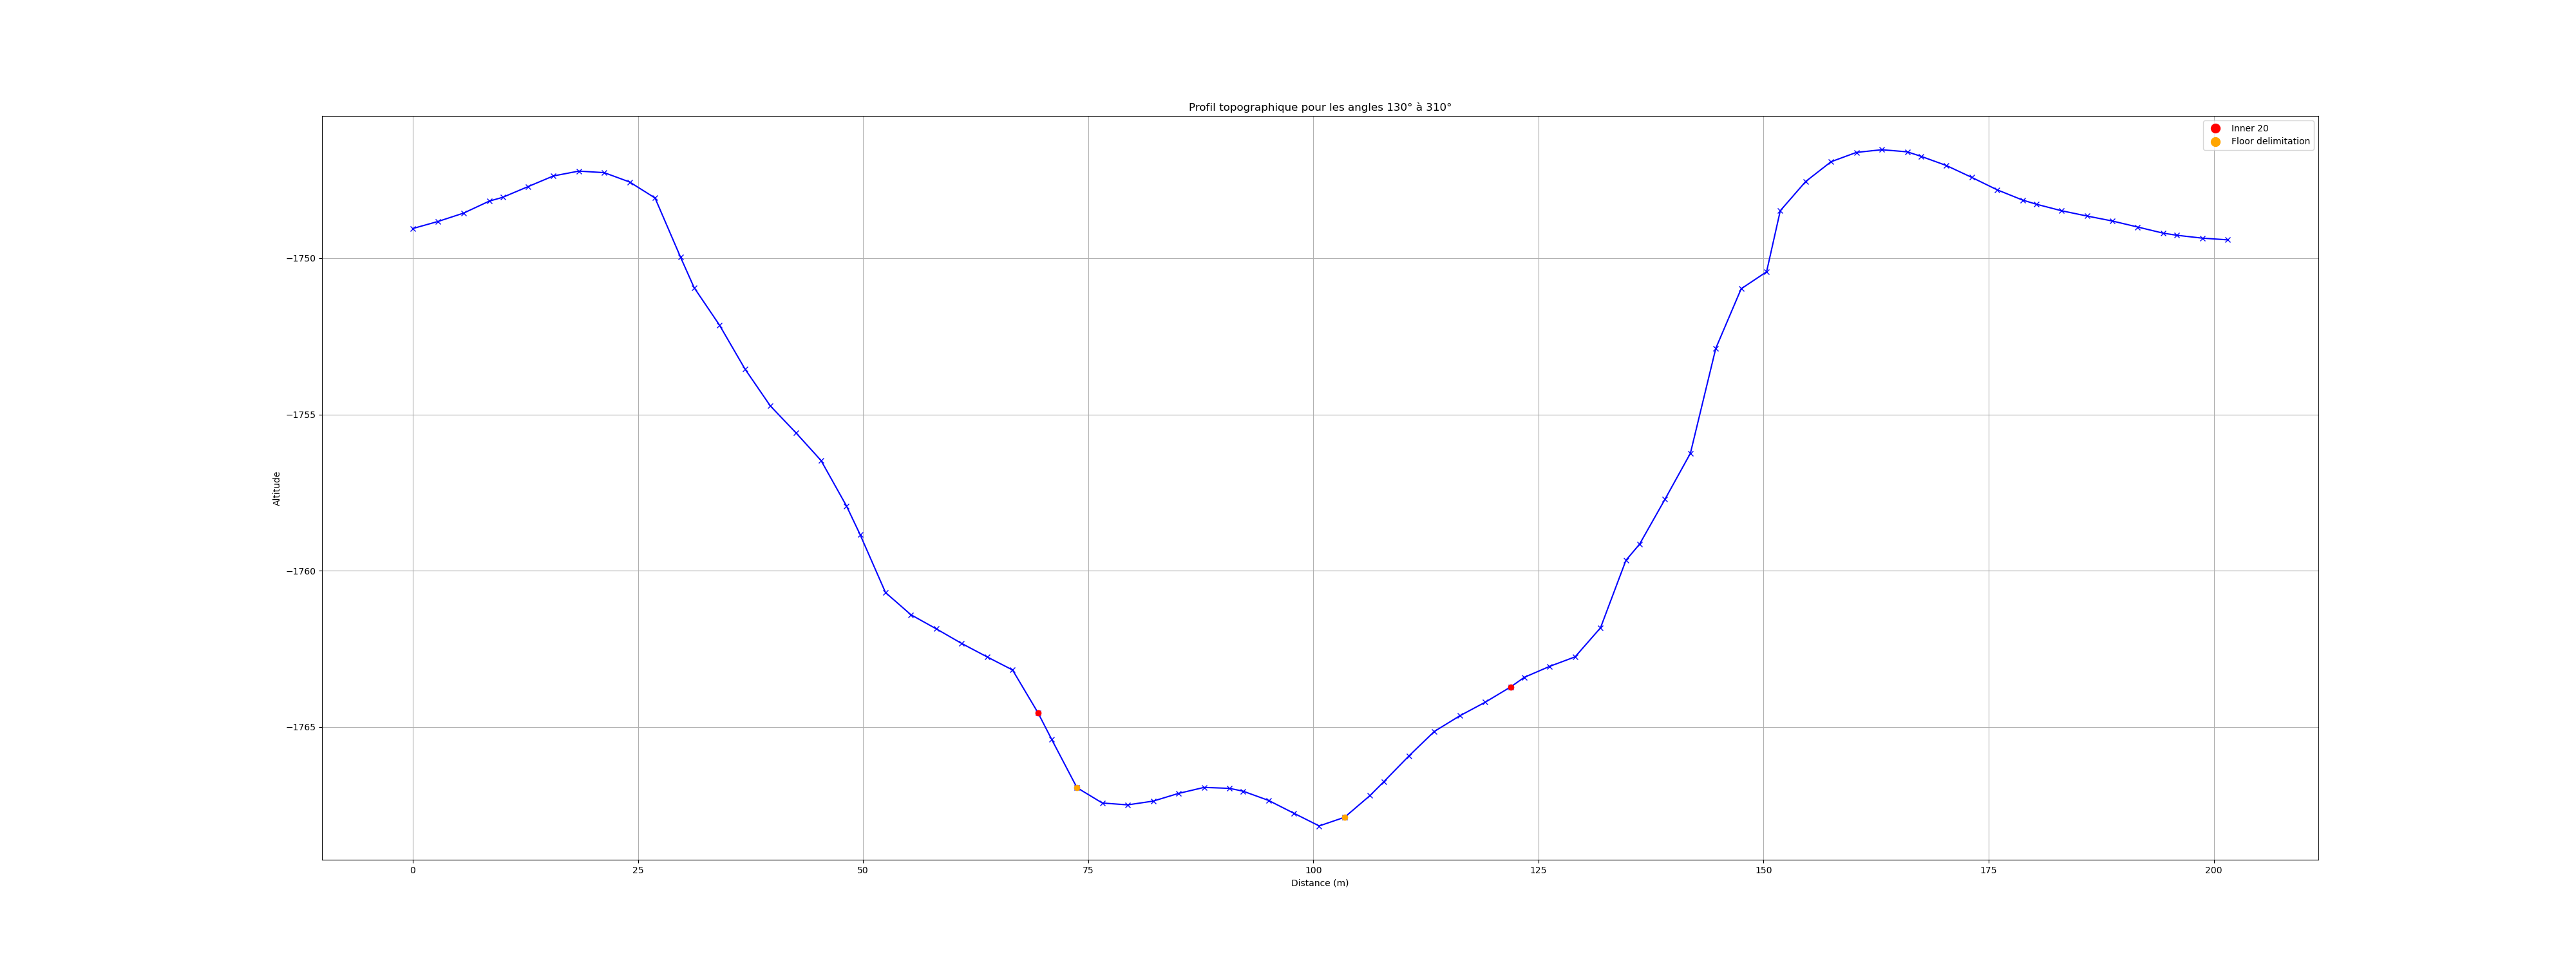 Profil topographique pour les angles 130° à 310°
Inner 20
Floor delimitation
−1750
−1755
−1760
−1765
Altitude
0 25 50 75 100 125 150 175 200
Distance (m)